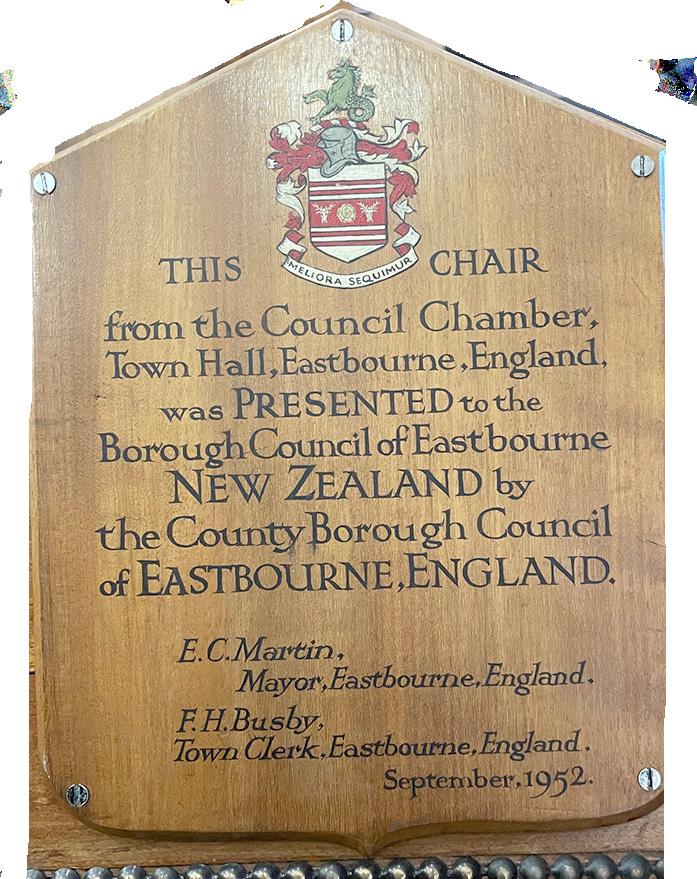 MELIORA SEQUIMUR
THIS CHAIR
from the Council Chamber,
Town Hall, Eastbourne, England,
was PRESENTED to the
Borough Council of Eastbourne
NEW ZEALAND by
the County Borough Council
of EASTBOURNE, ENGLAND.
E.C. Martin,
Mayor, Eastbourne, England.
F.H. Busby,
Town Clerk, Eastbourne, England.
September, 1952.